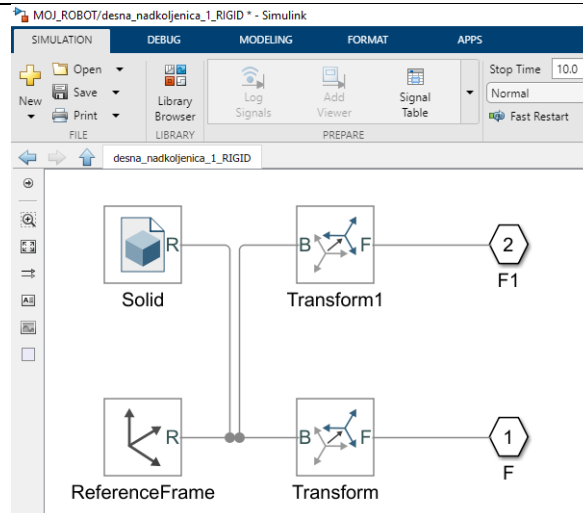 MOJ_ROBOT/desna_nadkoljenica_1_RIGID * - Simulink
SIMULATION DEBUG MODELING FORMAT APPS
New
Open
Save
Print
FILE
Library
Browser
LIBRARY
Log
Signals
Add
Viewer
Signal
Table
PREPARE
Stop Time 10.0
Normal
Fast Restart
desna_nadkoljenica_1_RIGID
R
Solid
B F
Transform1
2
F1
R
ReferenceFrame
B F
Transform
1
F